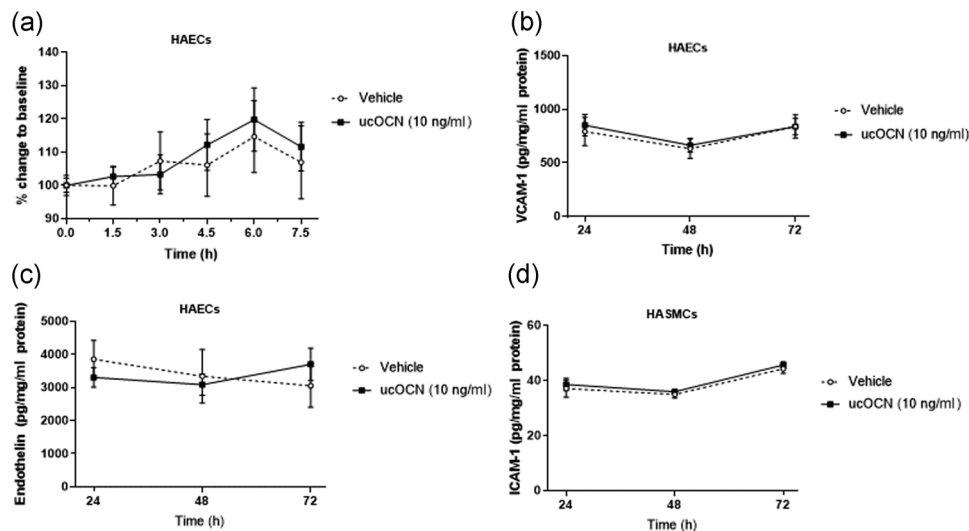 (a)
HAECs
% change to baseline
140
130
120
110
100
90
0.0 1.5 3.0 4.5 6.0 7.5
Time (h)
Vehicle
ucOCN (10 ng/ml)
(b)
HAECs
VCAM-1 (pg/mg/ml protein)
1500
1000
500
0
24 48 72
Time (h)
Vehicle
ucOCN (10 ng/ml)
(c)
HAECs
Endothelin (pg/mg/ml protein)
5000
4000
3000
2000
1000
0
24 48 72
Time (h)
Vehicle
ucOCN (10 ng/ml)
(d)
HASMCs
ICAM-1 (pg/mg/ml protein)
60
40
20
0
24 48 72
Time (h)
Vehicle
ucOCN (10 ng/ml)